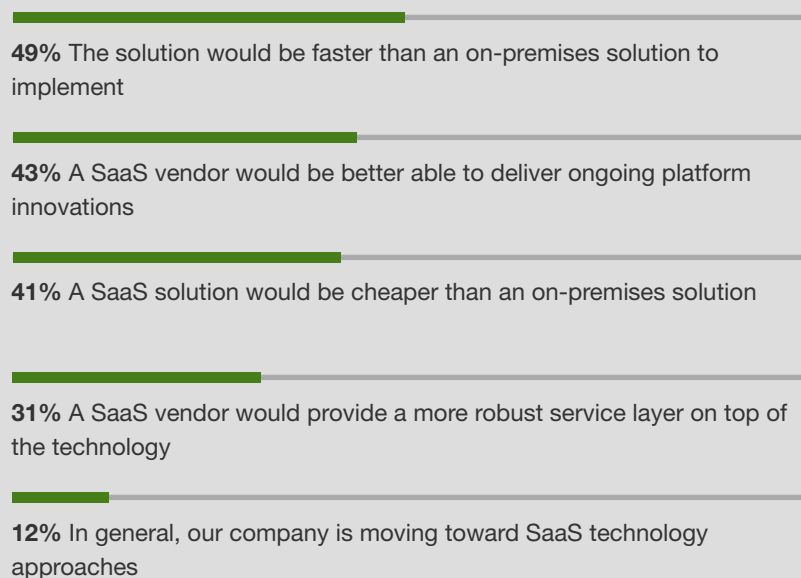 49% The solution would be faster than an on-premises solution to
implement
43% A SaaS vendor would be better able to deliver ongoing platform
innovations
41% A SaaS solution would be cheaper than an on-premises solution
31% A SaaS vendor would provide a more robust service layer on top of
the technology
12% In general, our company is moving toward SaaS technology
approaches